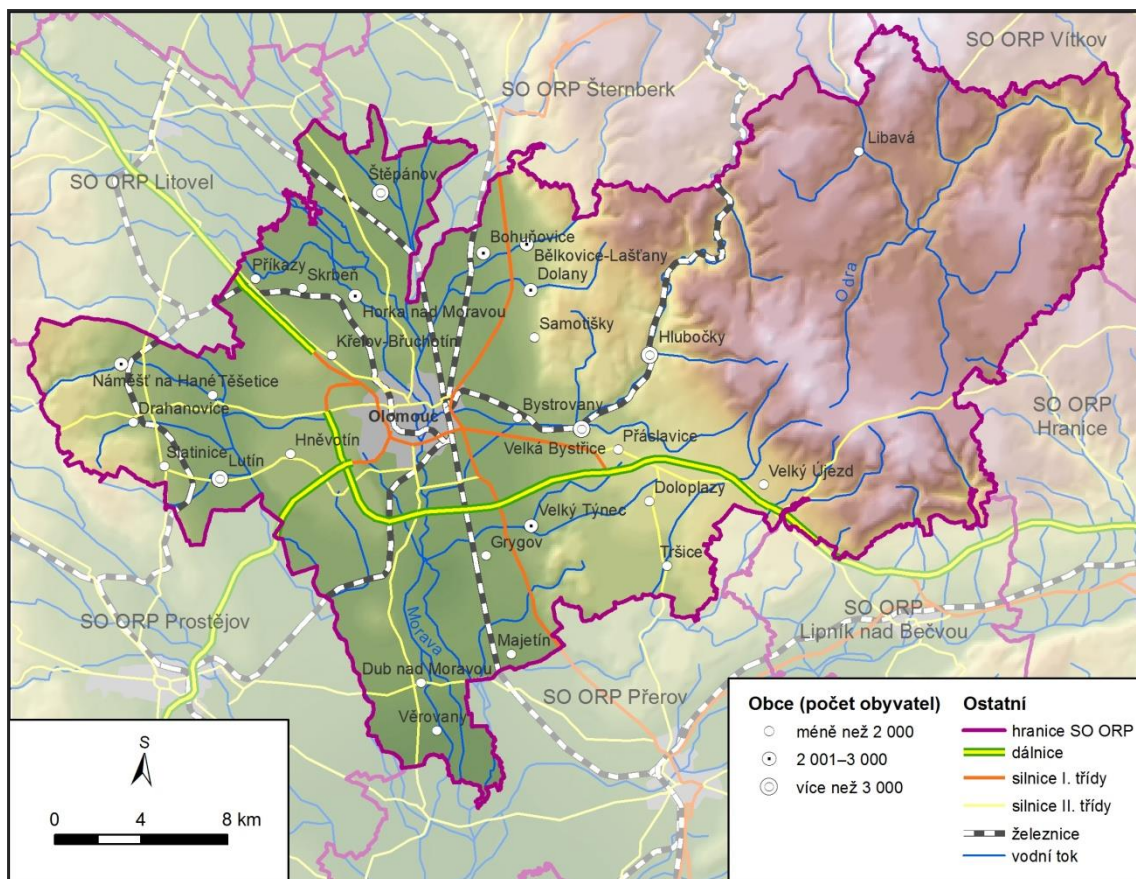 SO ORP Vítkov
SO ORP Šternberk
Libavá
SO ORP Litovel
Štěpánov
Bohuňovice
Bělkovice-Lašťany
Dolany
Příkazy
Skrbeň
Horka nad Moravou
Odra
Samotišky
Hlubočky
Křelov-Břuchotín
Náměšť na Hané
Těšetice
Drahanovice
Olomouc
Bystrovany
SO ORP
Hranice
Slatinice
Lutín
Hněvotín
Velká Bystřice
Přáslavice
Velký Újezd
Doloplazy
Velký Týnec
Grygov
Tršice
SO ORP Prostějov
Morava
Majetín
SO ORP
Lipník nad Bečvou
Dub nad Moravou
SO ORP Přerov
Věrovany
S
0 4 8 km
Obce (počet obyvatel)
méně než 2 000
2 001–3 000
více než 3 000
Ostatní
hranice SO ORP
dálnice
silnice I. třídy
silnice II. třídy
železnice
vodní tok